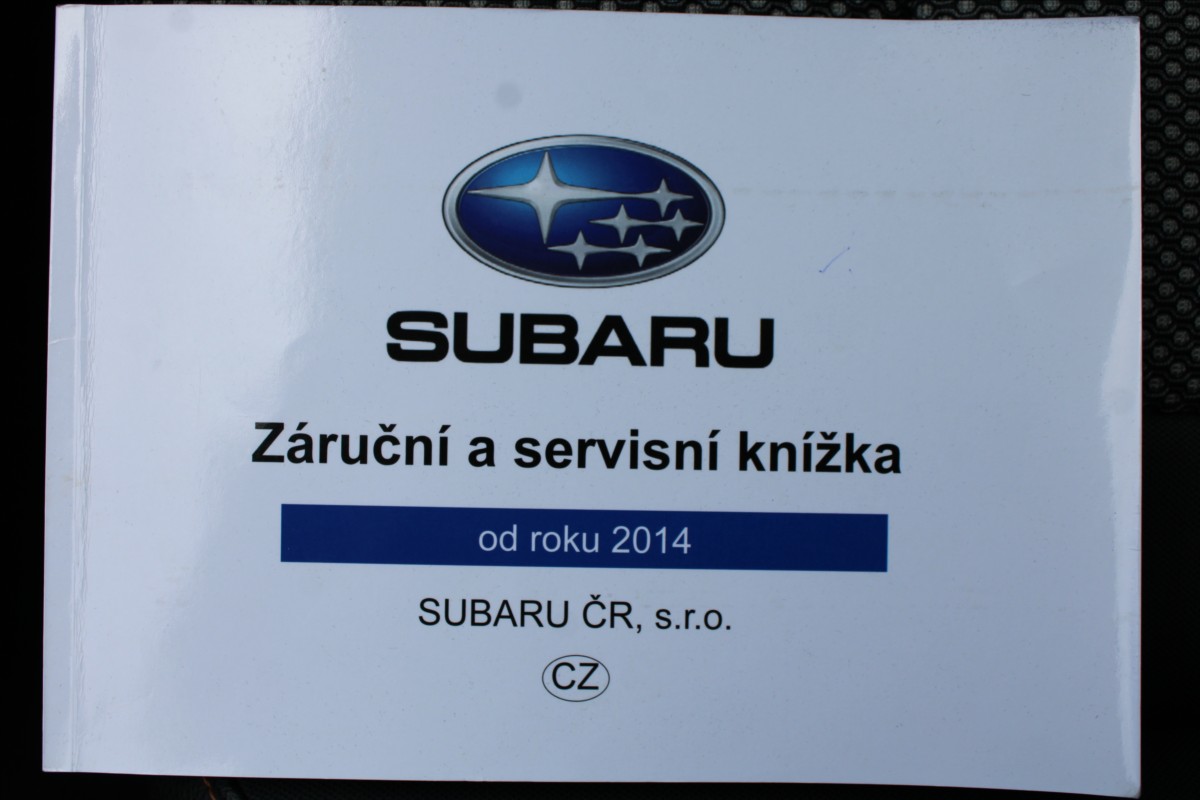 SUBARU
Záruční a servisní knížka
od roku 2014
SUBARU ČR, s.r.o.
CZ